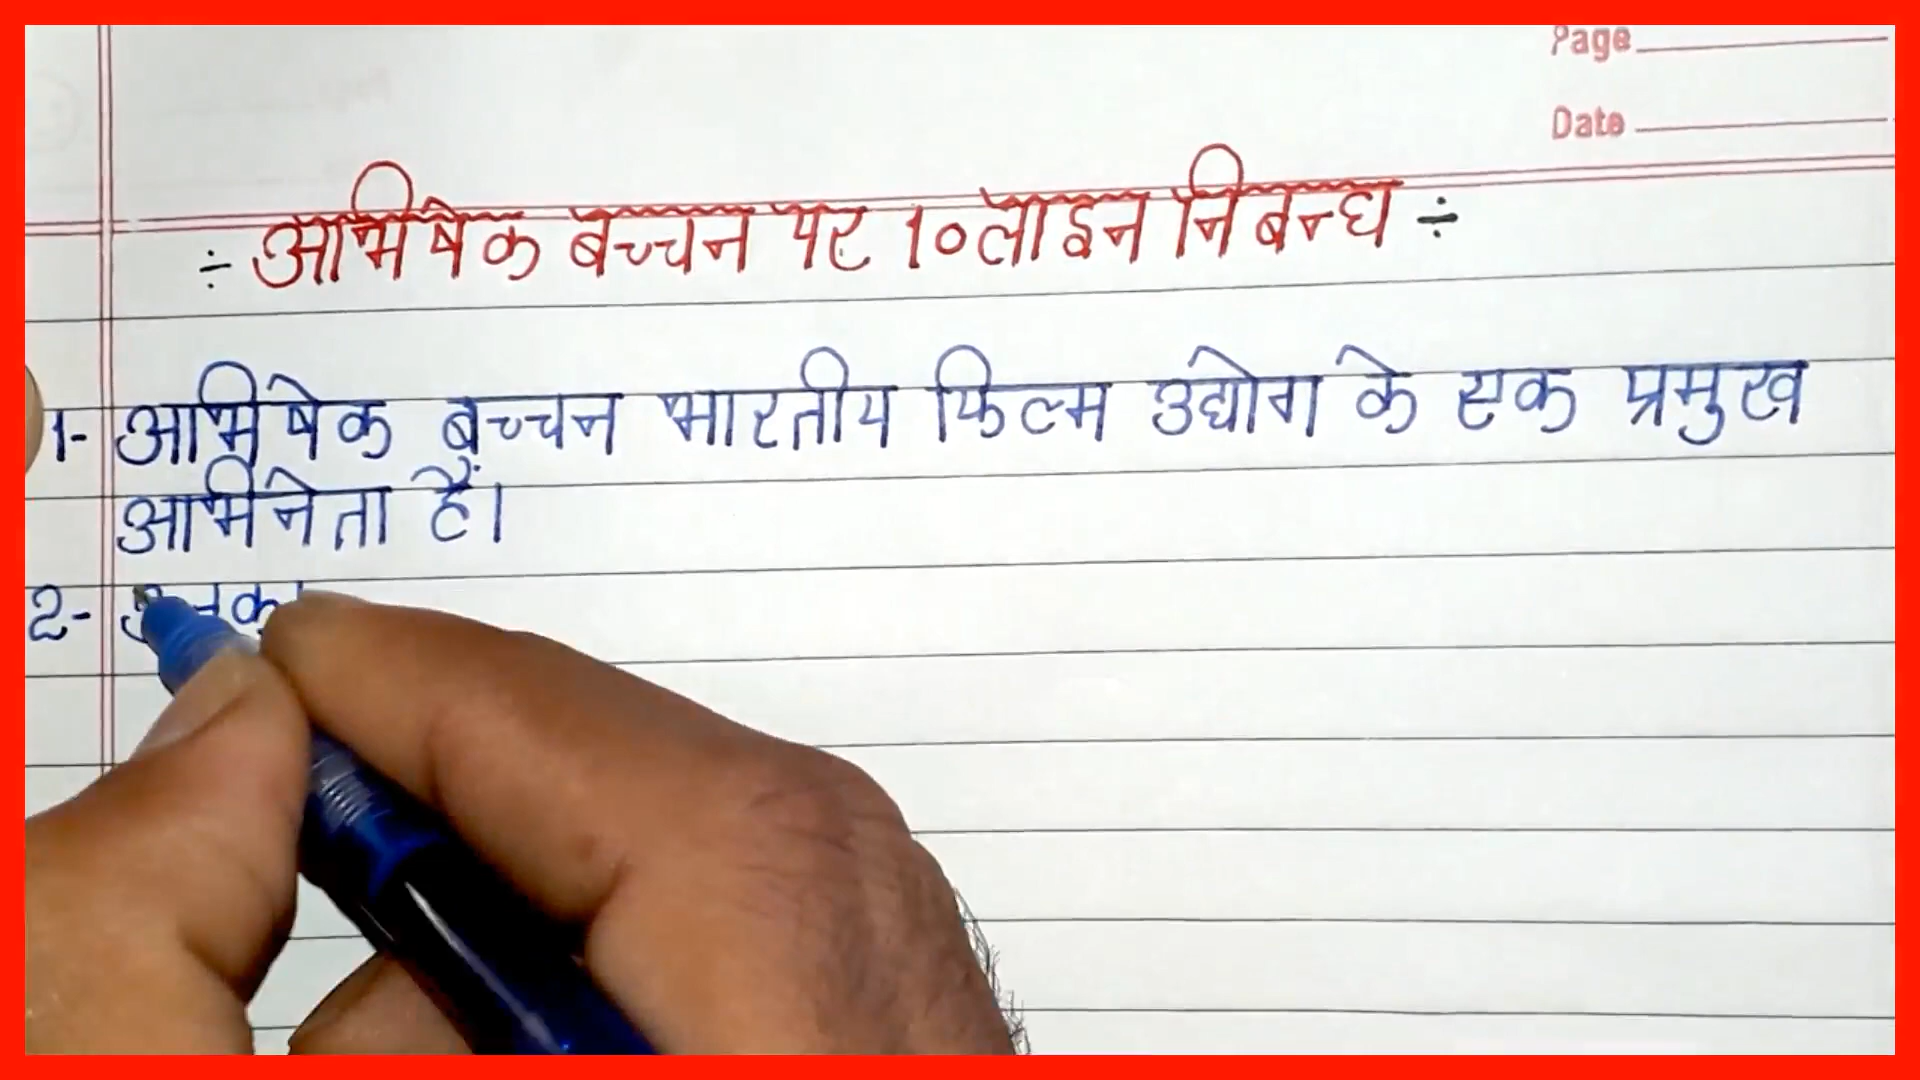 Page
Date
÷ अभिषेक बच्चन पर 10 लाइन निबन्ध ÷
1- अभिषेक बच्चन भारतीय फिल्म उद्योग के एक प्रमुख
अभिनेता हैं।
2- उनका